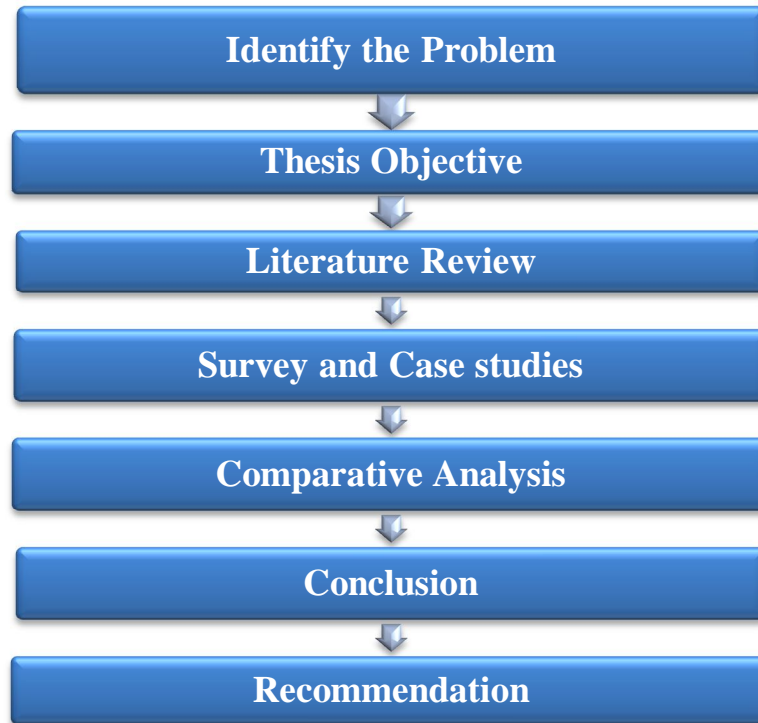 Identify the Problem
Thesis Objective
Literature Review
Survey and Case studies
Comparative Analysis
Conclusion
Recommendation